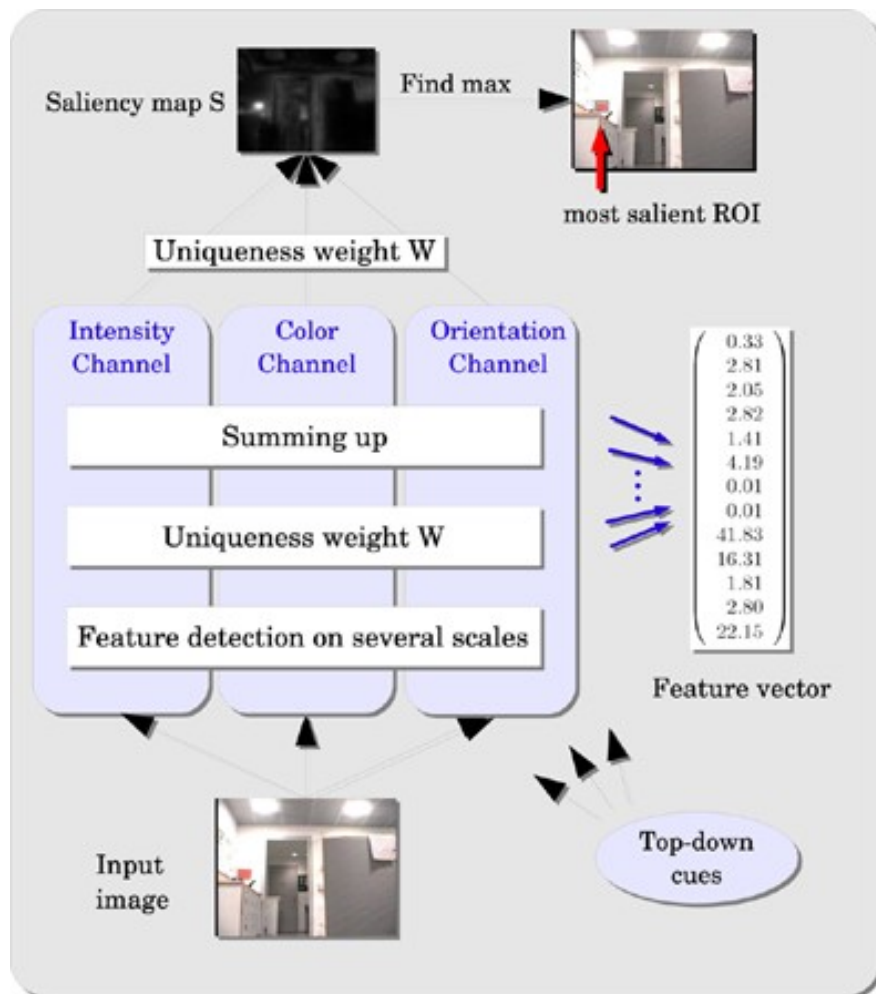 Saliency map S
Find max
most salient ROI
Uniqueness weight W
Intensity
Channel
Color
Channel
Orientation
Channel
Summing up
Uniqueness weight W
Feature detection on several scales
0.33
2.81
2.05
2.82
1.41
4.19
0.01
0.01
41.83
16.31
1.81
2.80
22.15
Feature vector
Input
image
Top-down
cues